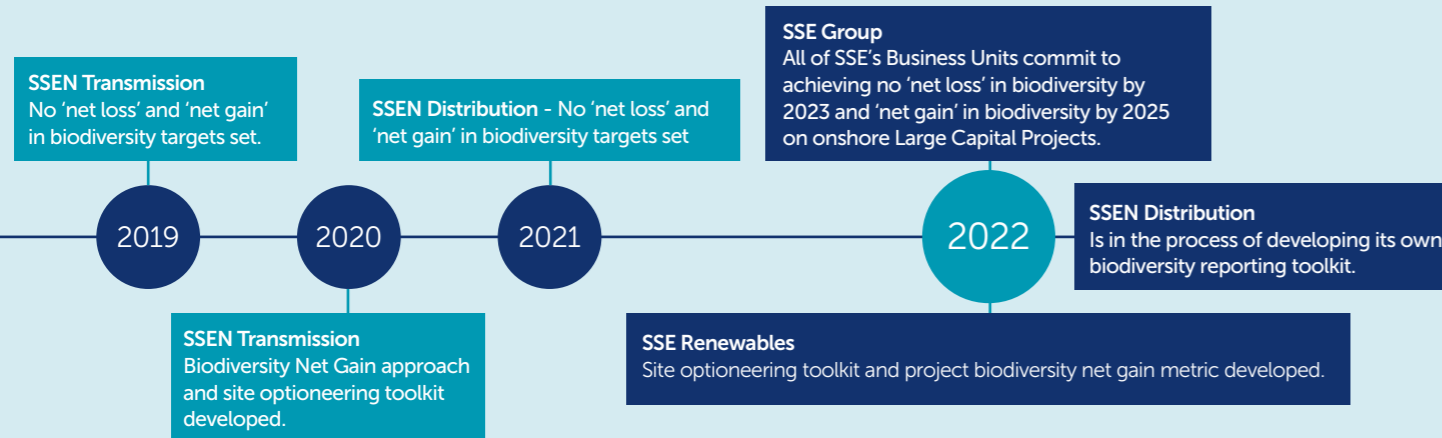 SSEN Transmission
No ‘net loss’ and ‘net gain’
in biodiversity targets set.
2019
SSEN Transmission
Biodiversity Net Gain approach
and site optioneering toolkit
developed.
2020
SSEN Distribution - No ‘net loss’ and
‘net gain’ in biodiversity targets set
2021
SSE Group
All of SSE’s Business Units commit to
achieving no ‘net loss’ in biodiversity by
2023 and ‘net gain’ in biodiversity by 2025
on onshore Large Capital Projects.
2022
SSEN Distribution
Is in the process of developing its own
biodiversity reporting toolkit.
SSE Renewables
Site optioneering toolkit and project biodiversity net gain metric developed.